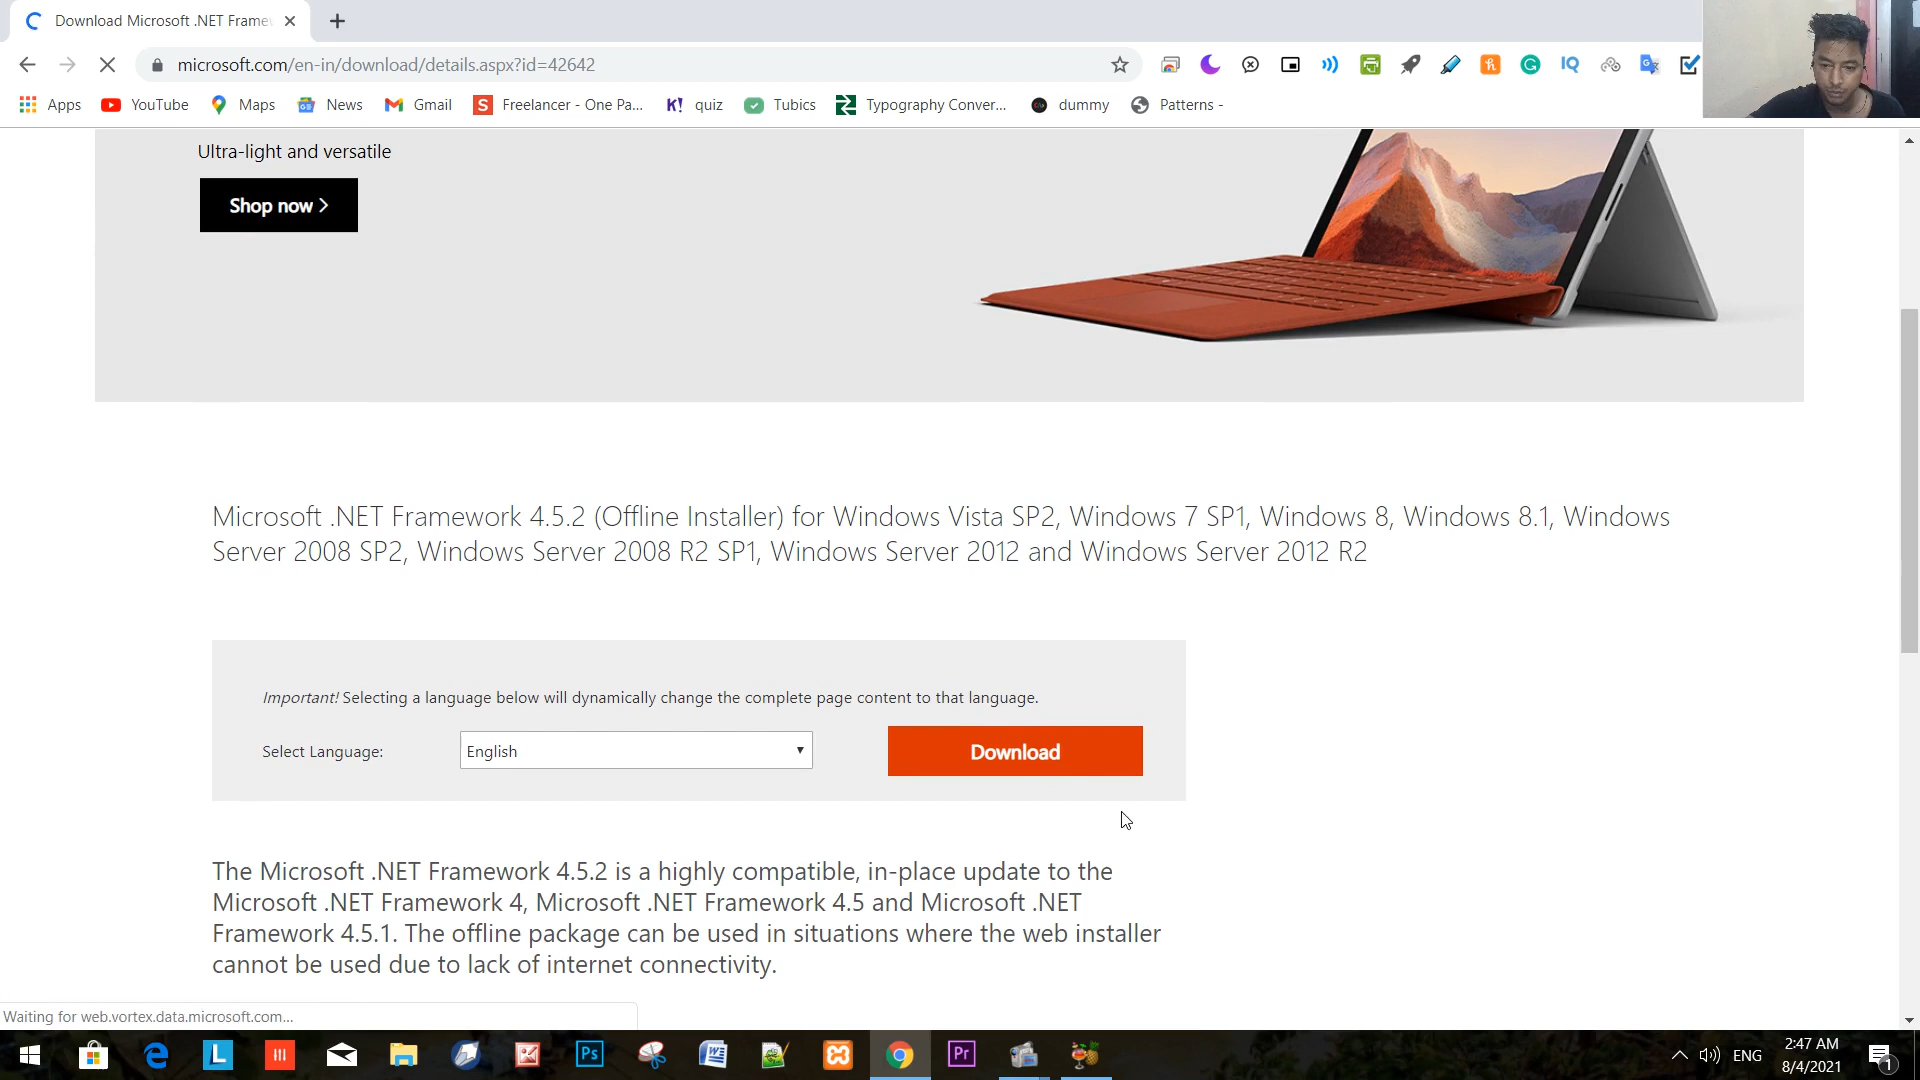 Download Microsoft .NET Frame
microsoft.com/en-in/download/details.aspx?id=42642
Apps YouTube Maps News Gmail Freelancer - One Pa... K! quiz Tubics Typography Conver... dummy Patterns -
Ultra-light and versatile
Shop now >
Microsoft .NET Framework 4.5.2 (Offline Installer) for Windows Vista SP2, Windows 7 SP1, Windows 8, Windows 8.1, Windows
Server 2008 SP2, Windows Server 2008 R2 SP1, Windows Server 2012 and Windows Server 2012 R2
Important! Selecting a language below will dynamically change the complete page content to that language.
Select Language: English Download
The Microsoft .NET Framework 4.5.2 is a highly compatible, in-place update to the
Microsoft .NET Framework 4, Microsoft .NET Framework 4.5 and Microsoft .NET
Framework 4.5.1. The offline package can be used in situations where the web installer
cannot be used due to lack of internet connectivity.
Waiting for web.vortex.data.microsoft.com...
ENG 2:47 AM
8/4/2021 1